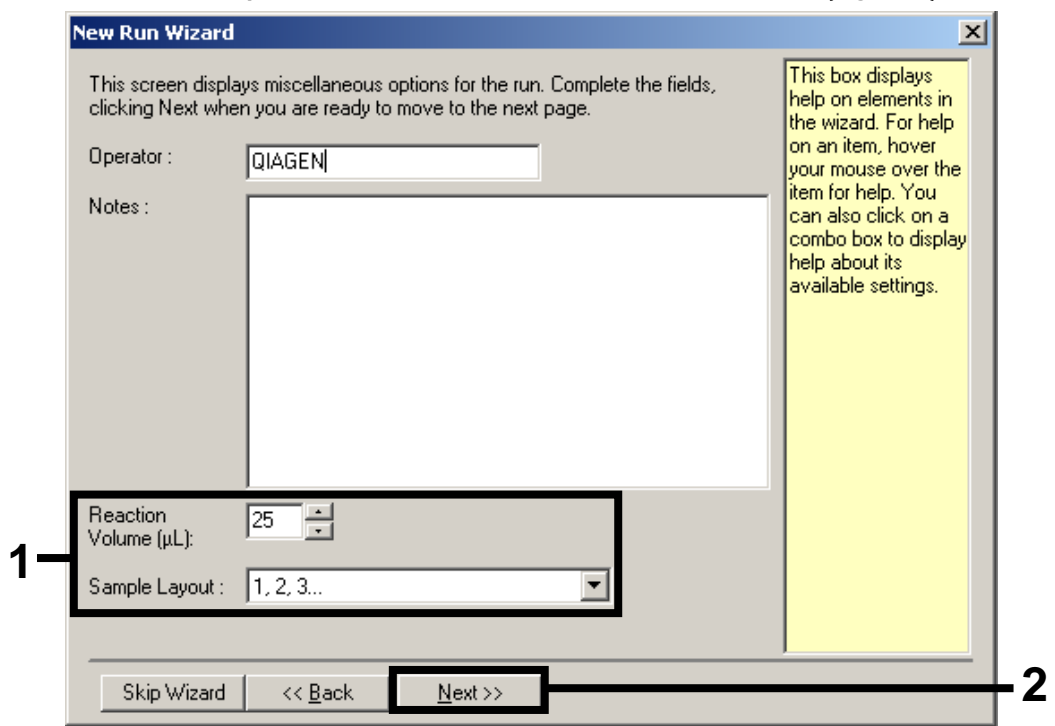 New Run Wizard
This screen displays miscellaneous options for the run. Complete the fields,
clicking Next when you are ready to move to the next page.
Operator :
QIAGEN
Notes :
This box displays
help on elements in
the wizard. For help
on an item, hover
your mouse over the
item for help. You
can also click on a
combo box to display
help about its
available settings.
1
Reaction
Volume (µL):
25
Sample Layout :
1, 2, 3...
Skip Wizard
<< Back
Next >>
2